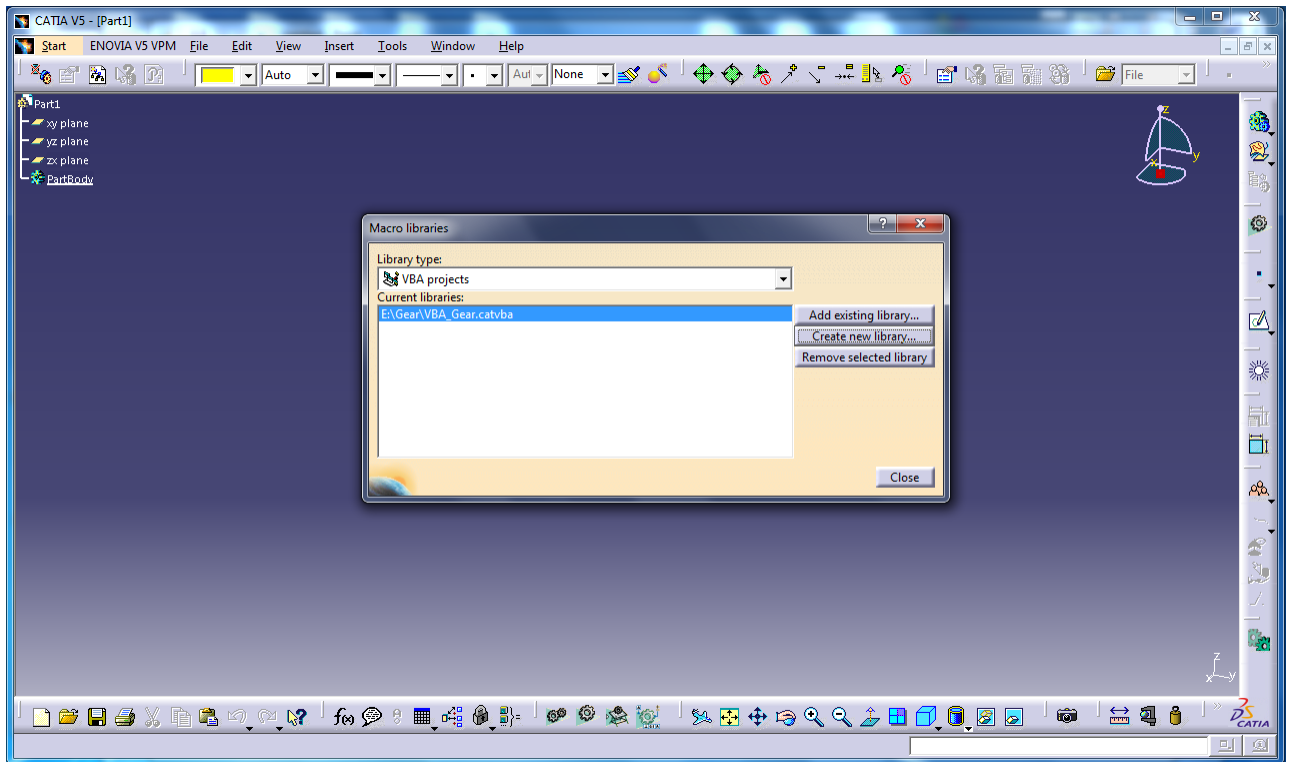 CATIA V5 - [Part1]
Start ENOVIA V5 VPM File Edit View Insert Tools Window Help
Auto Aut None File
Part1
xy plane
yz plane
zx plane
PartBody
z
y
x
Macro libraries
Library type:
VBA projects
Current libraries:
E:\Gear\VBA_Gear.catvba
Add existing library...
Create new library...
Remove selected library
Close
z
x y
f(x)
CATIA